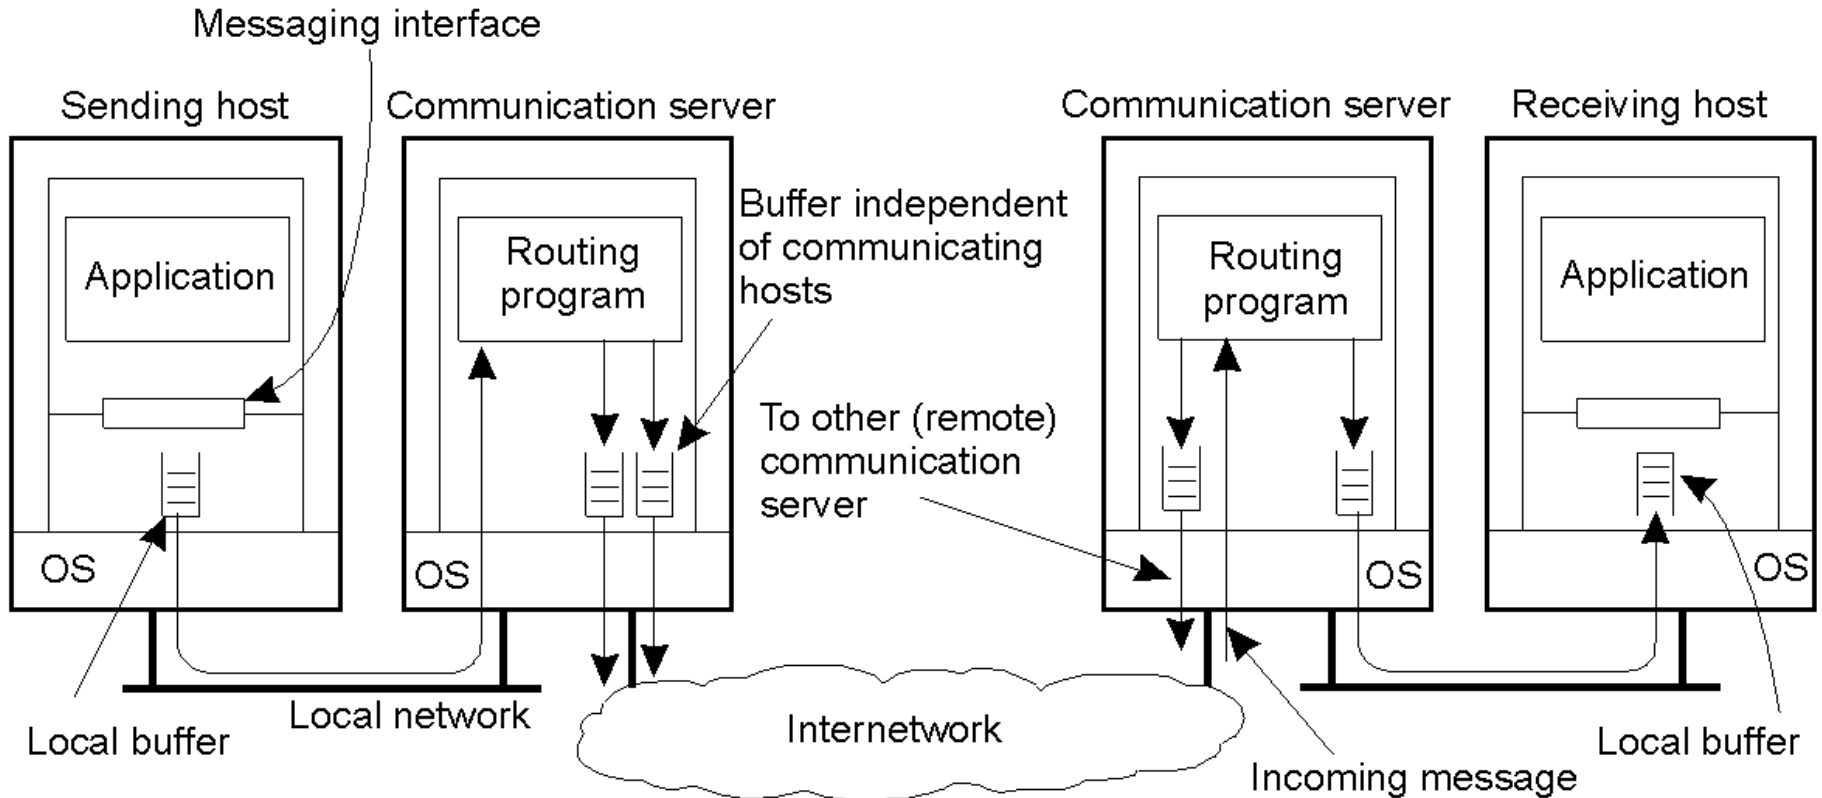 Messaging interface
Sending host
Communication server
Communication server
Receiving host
Application
Routing
program
Buffer independent
of communicating
hosts
Routing
program
Application
To other (remote)
communication
server
OS
OS
OS
OS
Local network
Local buffer
Internetwork
Incoming message
Local buffer